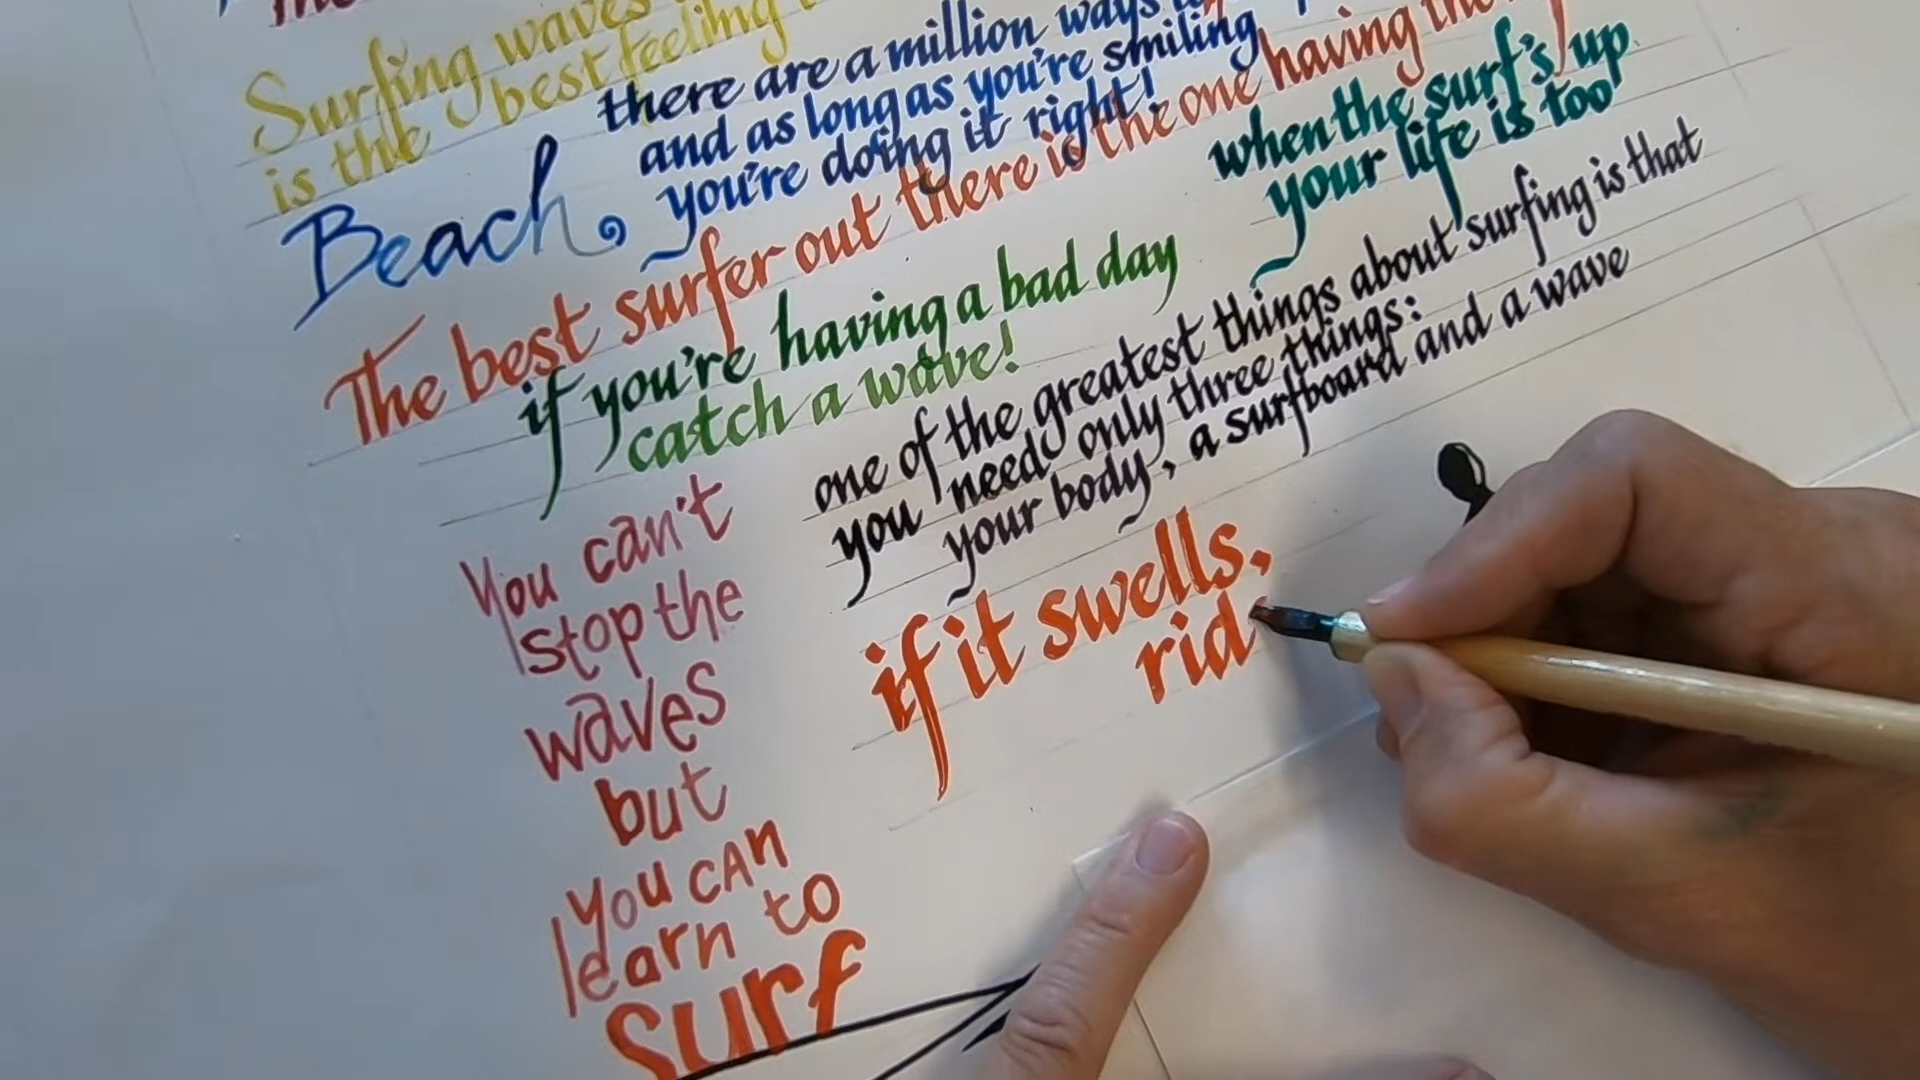 Surfing waves
is the best feeling
there are a million ways
and as long as you're smiling
you're doing it right!
Beach,
The best surfer out there is the one having the
when the surf's up
your life is too
if you're having a bad day
catch a wave!
one of the greatest things about surfing is that
you need only three things:
your body, a surfboard and a wave
You can't
stop the
waves
but
you can
learn to
surf
if it swells,
rid